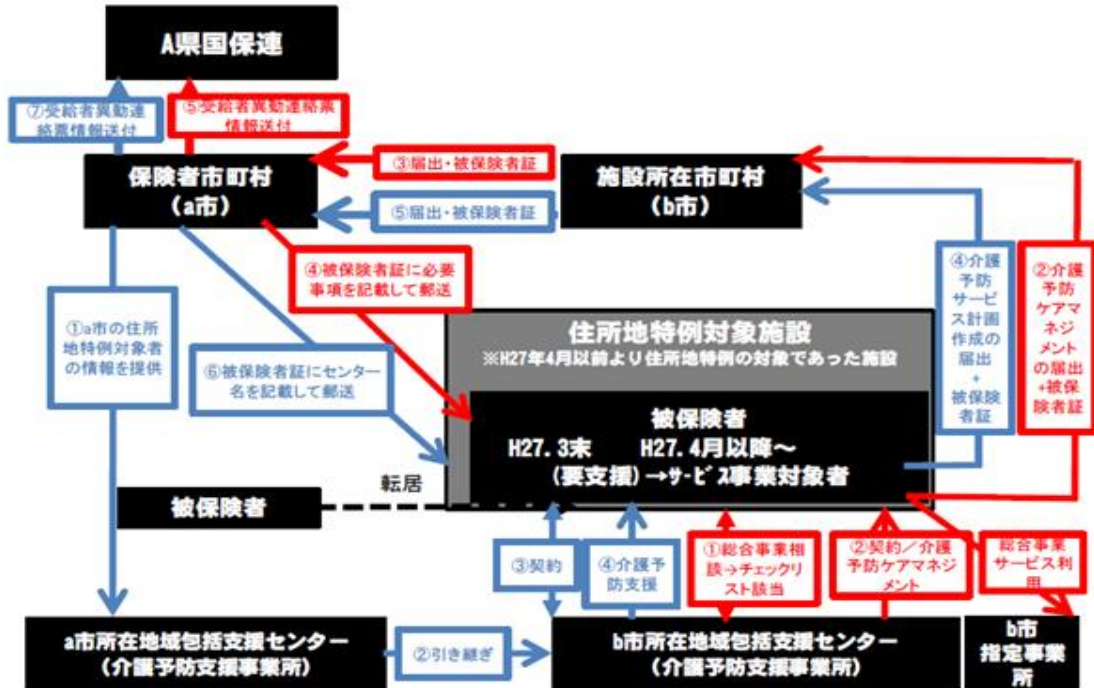 A県国保連
⑦受給者異動連
絡票情報送付
⑤受給者異動連絡票
情報送付
保険者市町村
(a市)
③届出・被保険者証
⑤届出・被保険者証
施設所在市町村
(b市)
④被保険者証に必要
事項を記載して郵送
①a市の住所
地特例対象者
の情報を提供
⑥被保険者証にセンター
名を記載して郵送
④介護
予防
サービ
ス計画
作成の
届出
+
被保険
者証
②介護
予防
ケアマ
ネジ
メント
の届出
+被保
険者証
住所地特例対象施設
※H27年4月以前より住所地特例の対象であった施設
被保険者
H27.3末 H27.4月以降～
(要支援)→サービス事業対象者
転居
被保険者
③契約
④介護予
防支援
①総合事業相
談→チェックリ
スト該当
②契約／介護
予防ケアマネジ
メント
総合事業
サービス利
用
a市所在地域包括支援センター
(介護予防支援事業所)
②引き継ぎ
b市所在地域包括支援センター
(介護予防支援事業所)
b市
指定事業
所